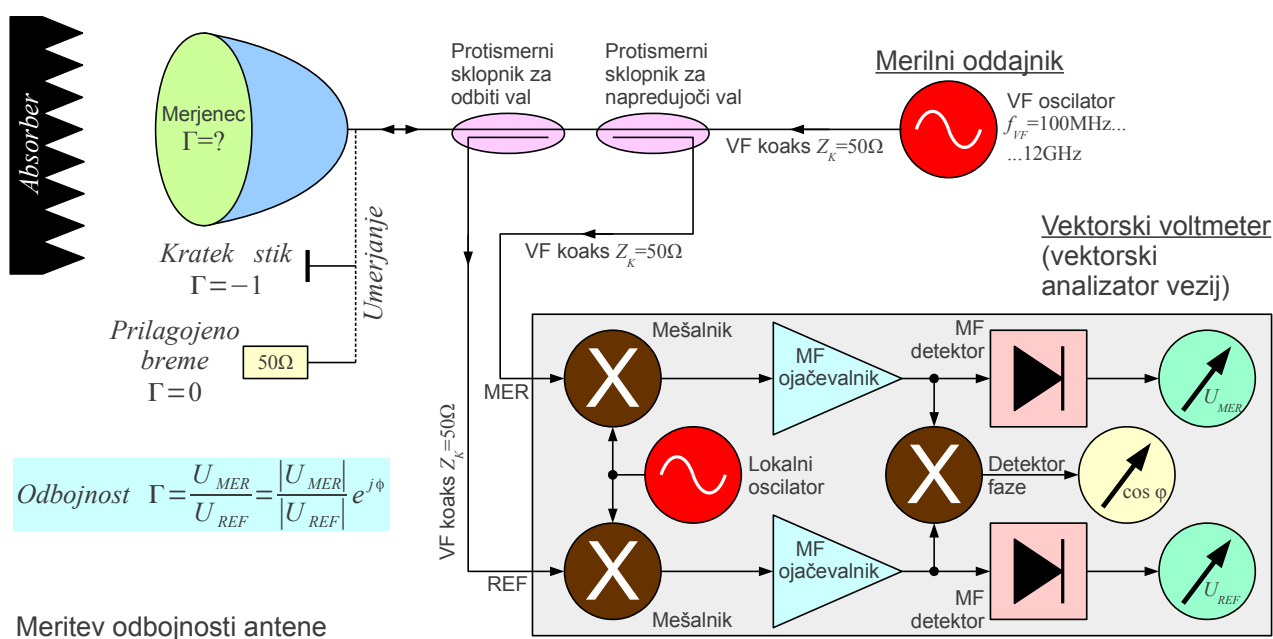 Absorber
Merjenec
Γ=?
Protismerni
sklopnik za
odbiti val
Protismerni
sklopnik za
napredujoči val
Merilni oddajnik
VF oscilator
f_VF=100MHz...
...12GHz
VF koaks Z_K=50Ω
Umerjanje
Kratek stik
Γ=−1
VF koaks Z_K=50Ω
Vektorski voltmeter
(vektorski
analizator vezij)
Prilagojeno
breme
Γ=0
50Ω
VF koaks Z_K=50Ω
MER
Mešalnik
MF
ojačevalnik
MF
detektor
U_MER
Lokalni
oscilator
Detektor
faze
cos φ
Odbojnost Γ=U_MER/U_REF=|U_MER|/|U_REF| e^jϕ
REF
Mešalnik
MF
ojačevalnik
MF
detektor
U_REF
Meritev odbojnosti antene